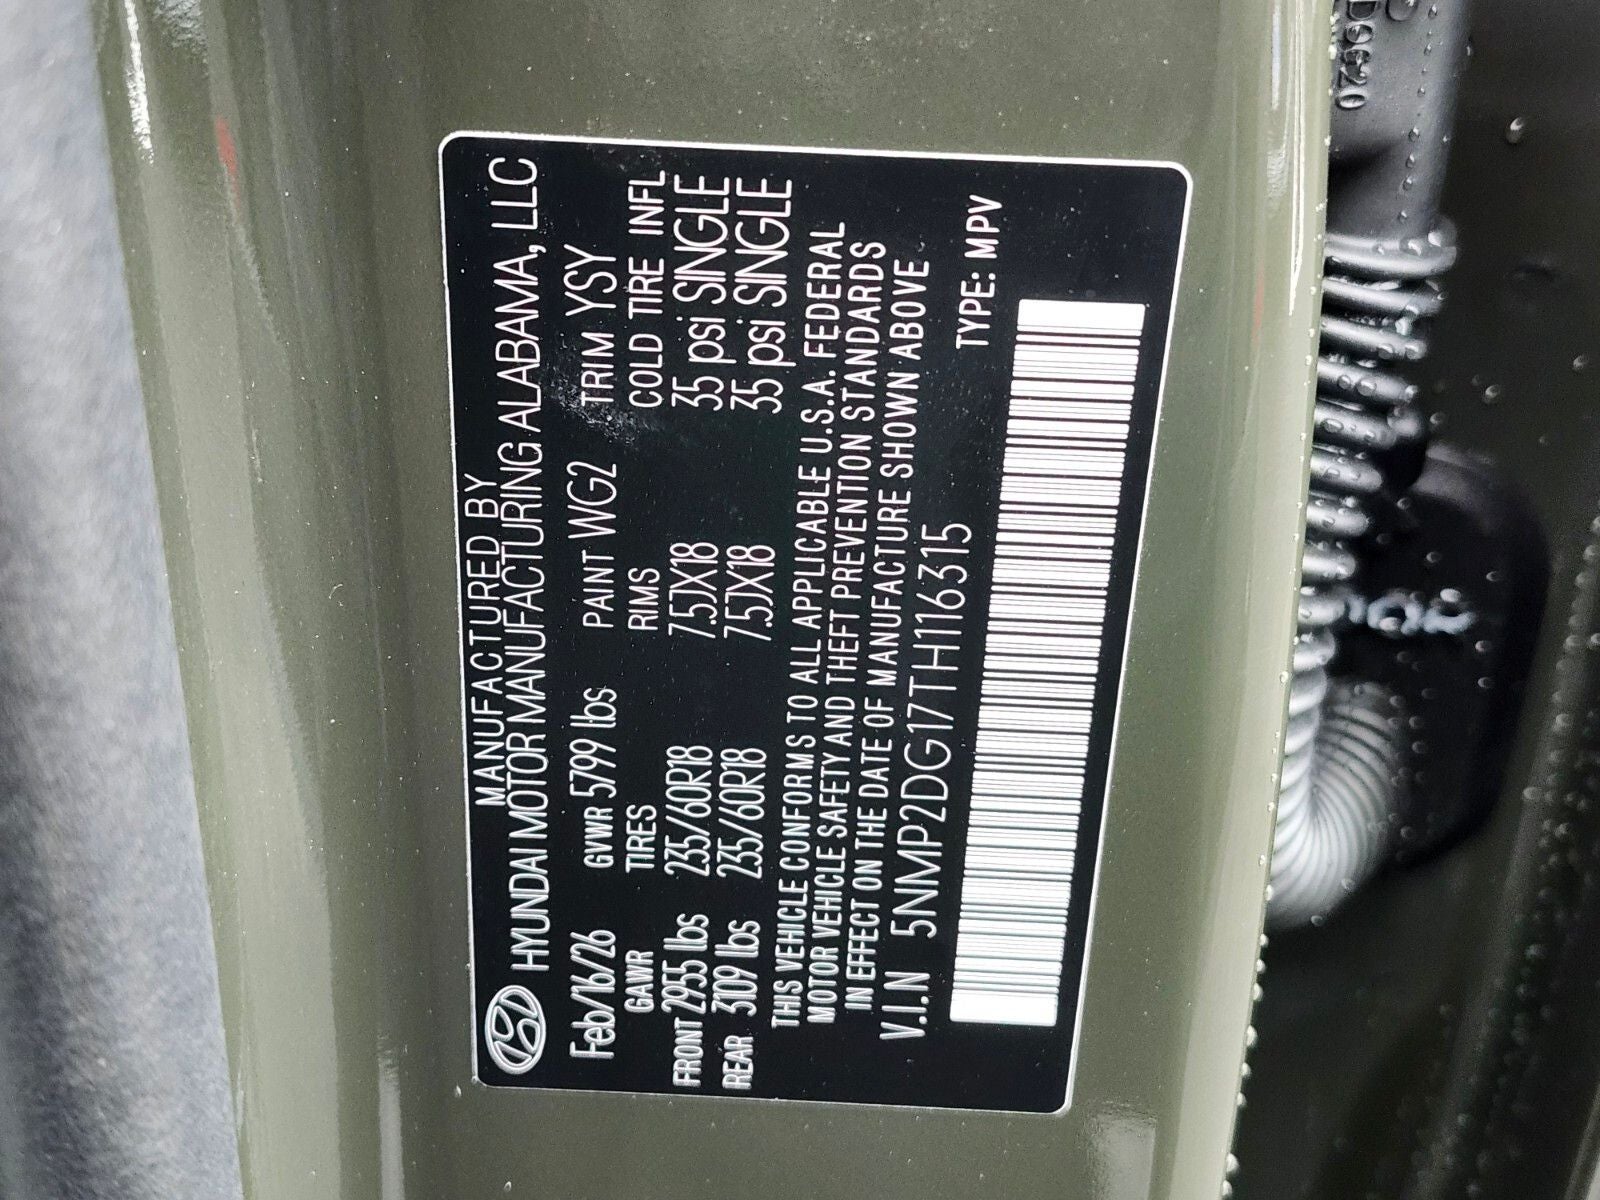 MANUFACTURED BY
HYUNDAI MOTOR MANUFACTURING ALABAMA, LLC
Feb/16/26 GVWR 5799 lbs PAINT WG2 TRIM YSY
GAWR TIRES RIMS COLD TIRE INFL
FRONT 2955 lbs 235/60R18 7.5JX18 35 psi SINGLE
REAR 3109 lbs 235/60R18 7.5JX18 35 psi SINGLE
THIS VEHICLE CONFORMS TO ALL APPLICABLE U.S.A. FEDERAL
MOTOR VEHICLE SAFETY AND THEFT PREVENTION STANDARDS
IN EFFECT ON THE DATE OF MANUFACTURE SHOWN ABOVE
V.I.N 5NMP2DG17TH116315 TYPE: MPV